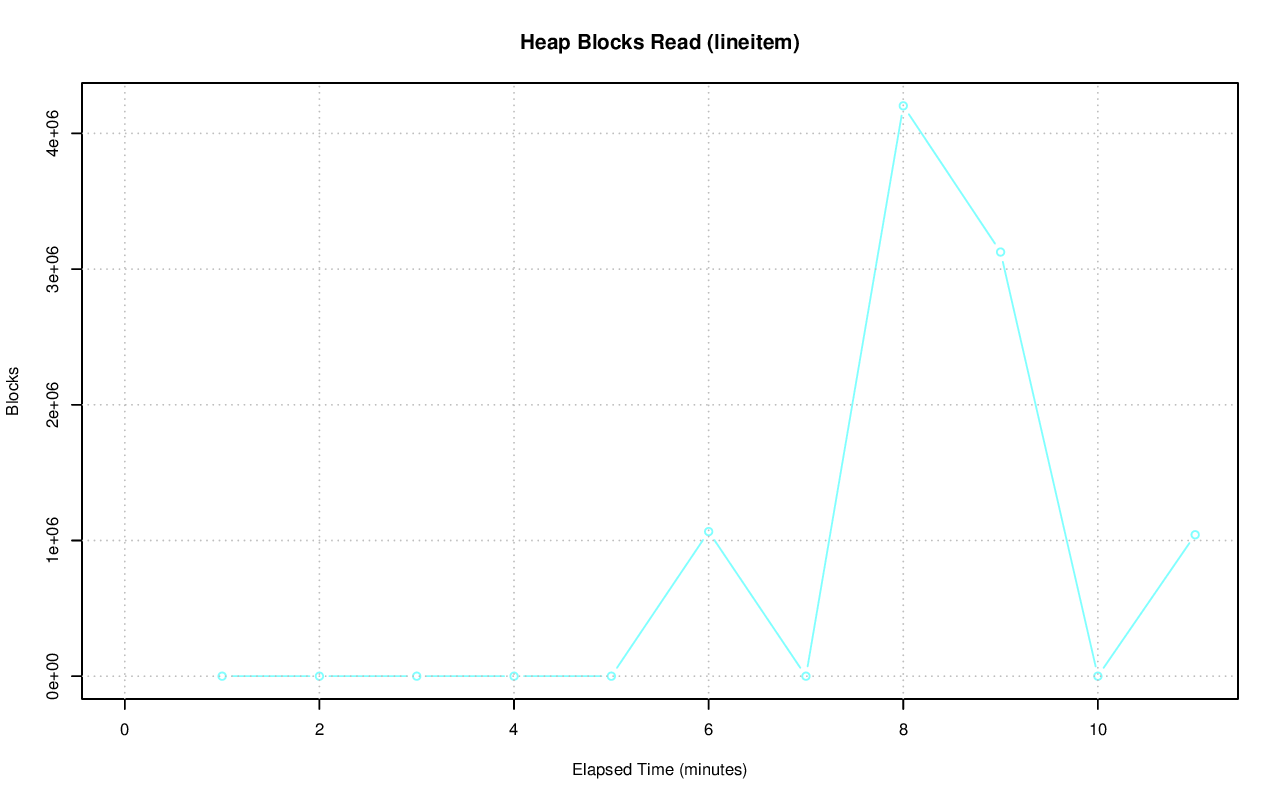 Heap Blocks Read (lineitem)
4e+06
3e+06
2e+06
1e+06
0e+00
Blocks
0 2 4 6 8 10
Elapsed Time (minutes)